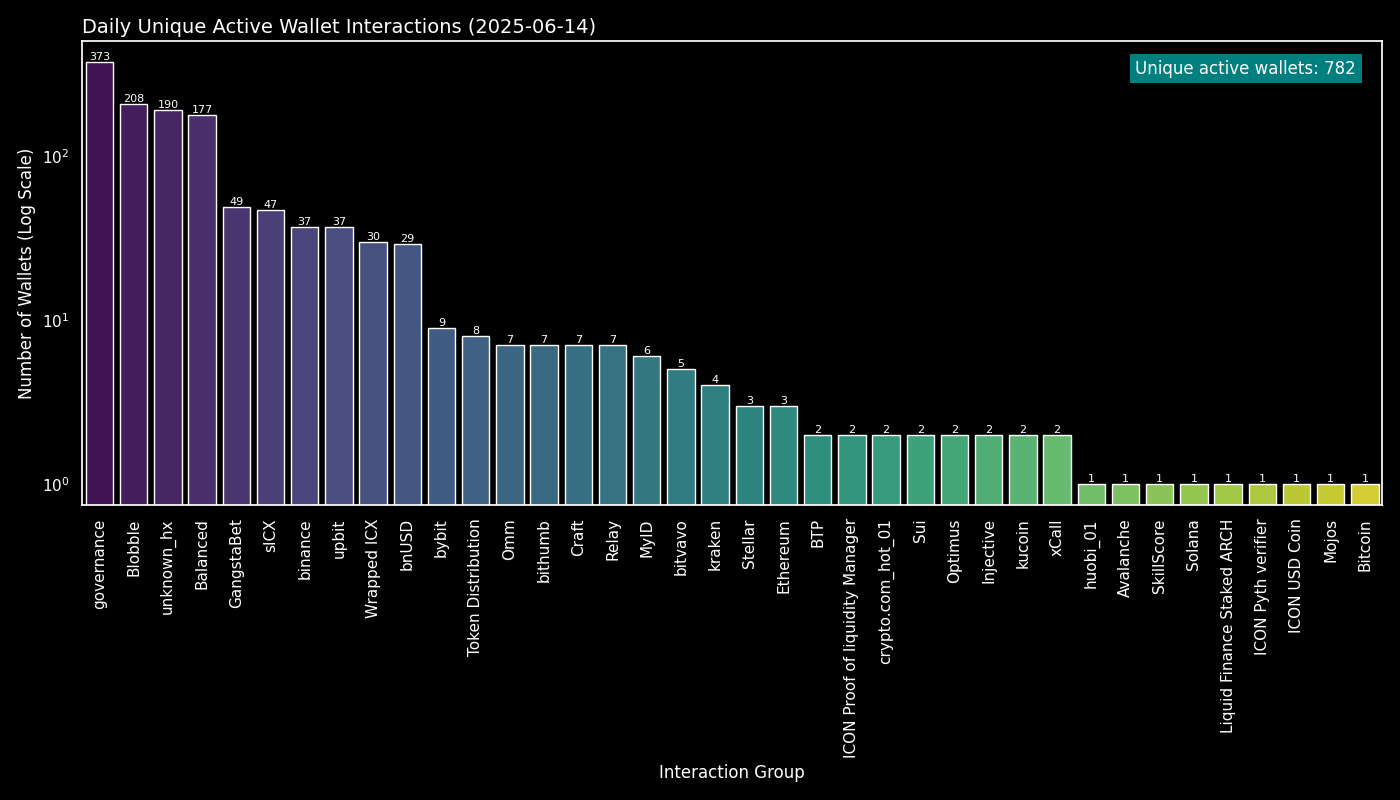 Daily Unique Active Wallet Interactions (2025-06-14)
Unique active wallets: 782
Number of Wallets (Log Scale)
10²
10¹
10⁰
373
208
190
177
49
47
37
37
30
29
9
8
7
7
7
7
6
5
4
3
3
2
2
2
2
2
2
2
2
1
1
1
1
1
1
1
1
1
governance
Blobble
unknown_hx
Balanced
GangstaBet
sICX
binance
upbit
Wrapped ICX
bnUSD
bybit
Token Distribution
Omm
bithumb
Craft
Relay
MyID
bitvavo
kraken
Stellar
Ethereum
BTP
ICON Proof of liquidity Manager
crypto.com_hot_01
Sui
Optimus
Injective
kucoin
xCall
huobi_01
Avalanche
SkillScore
Solana
Liquid Finance Staked ARCH
ICON Pyth verifier
ICON USD Coin
Mojos
Bitcoin
Interaction Group